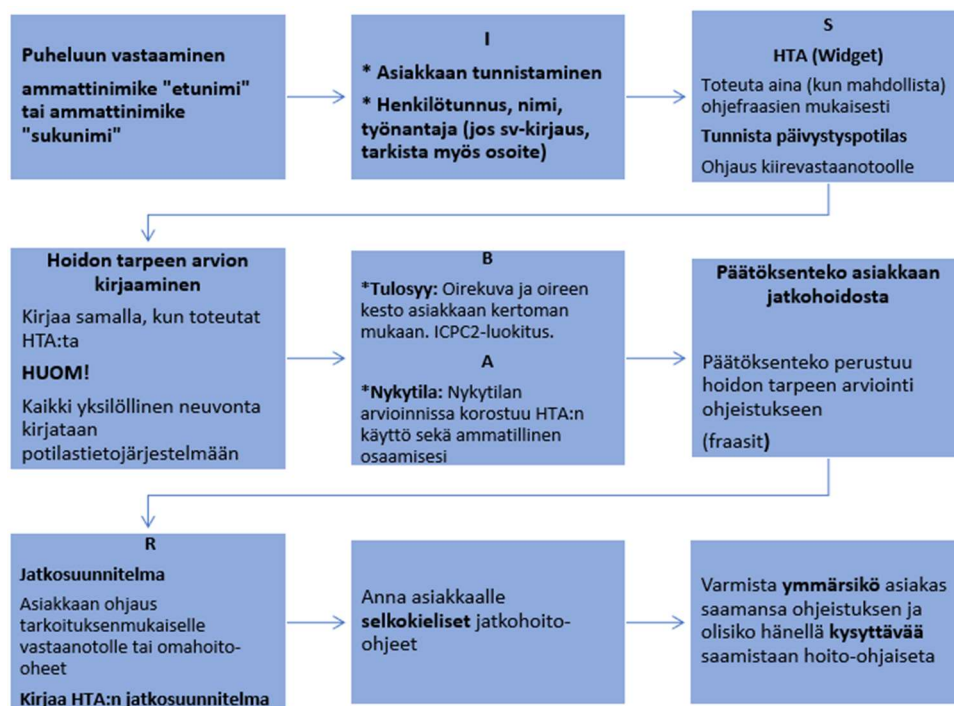 Puheluun vastaaminen
ammattinimike "etunimi"
tai ammattinimike
"sukunimi"
I
* Asiakkaan tunnistaminen
* Henkilötunnus, nimi,
työnantaja (jos sv-kirjaus,
tarkista myös osoite)
S
HTA (Widget)
Toteuta aina (kun mahdollista)
ohjefraasien mukaisesti
Tunnista päivystyspotilas
Ohjaus kiirevastaanotoolle
Hoidon tarpeen arvion
kirjaaminen
Kirjaa samalla, kun toteutat
HTA:ta
HUOM!
Kaikki yksilöllinen neuvonta
kirjataan
potilastietojärjestelmään
B
*Tulosyy: Oirekuva ja oireen
kesto asiakkaan kertoman
mukaan. ICPC2-luokitus.
A
*Nykytila: Nykytilan
arvioinnissa korostuu HTA:n
käyttö sekä ammatillinen
osaamisesi
Päätöksenteko asiakkaan
jatkohoidosta
Päätöksenteko perustuu
hoidon tarpeen arviointi
ohjeistukseen
(fraasit)
R
Jatkosuunnitelma
Asiakkaan ohjaus
tarkoituksenmukaiselle
vastaanotolle tai omahoito-
oheet
Kirjaa HTA:n jatkosuunnitelma
Anna asiakkaalle
selkokieliset jatkohoito-
ohjeet
Varmista ymmärsikö asiakas
saamansa ohjeistuksen ja
olisiko hänellä kysyttävää
saamistaan hoito-ohjaiseta